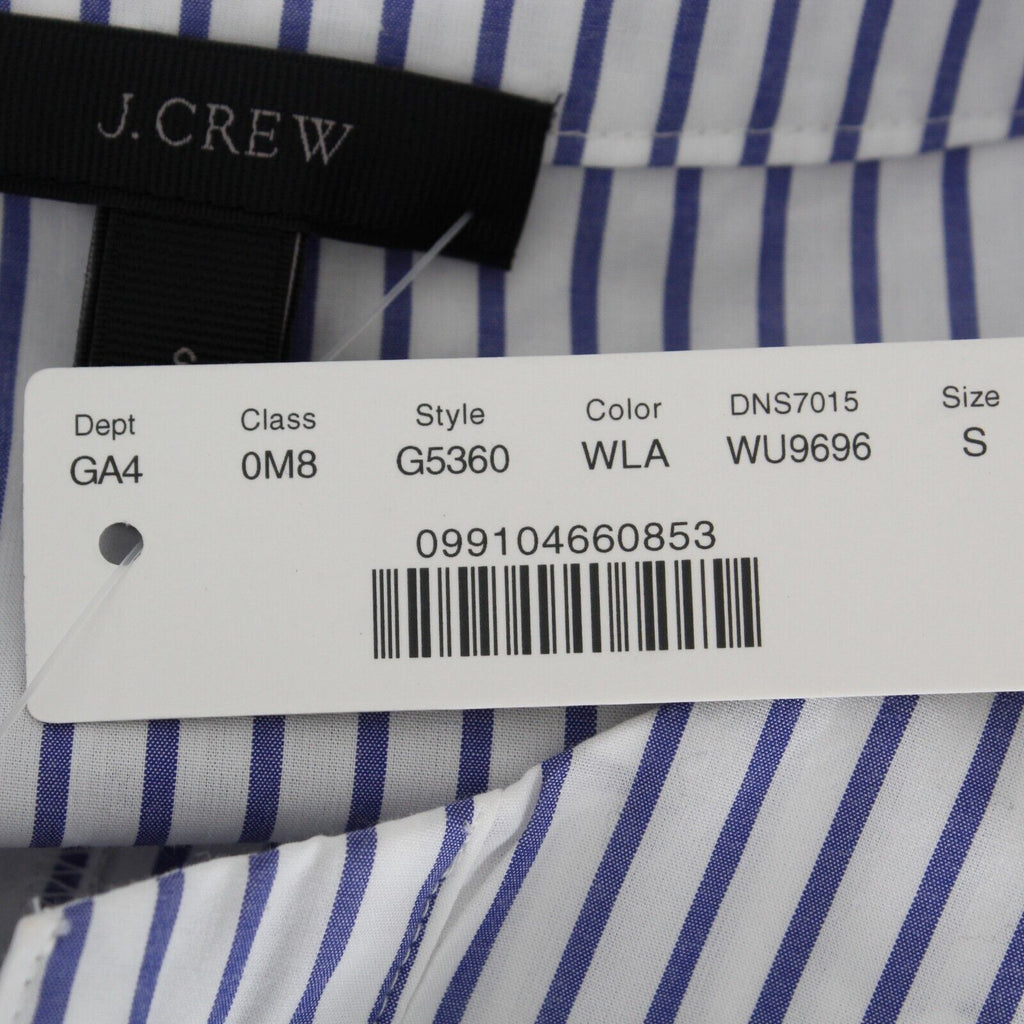 J.CREW
S
Dept Class Style Color DNS7015 Size
GA4 0M8 G5360 WLA WU9696 S
099104660853